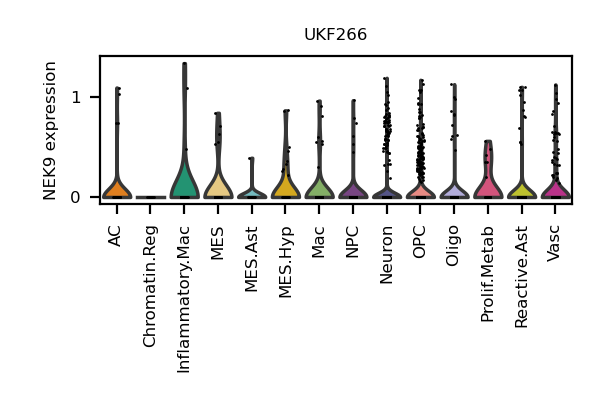 UKF266
NEK9 expression
1
0
AC
Chromatin.Reg
Inflammatory.Mac
MES
MES.Ast
MES.Hyp
Mac
NPC
Neuron
OPC
Oligo
Prolif.Metab
Reactive.Ast
Vasc